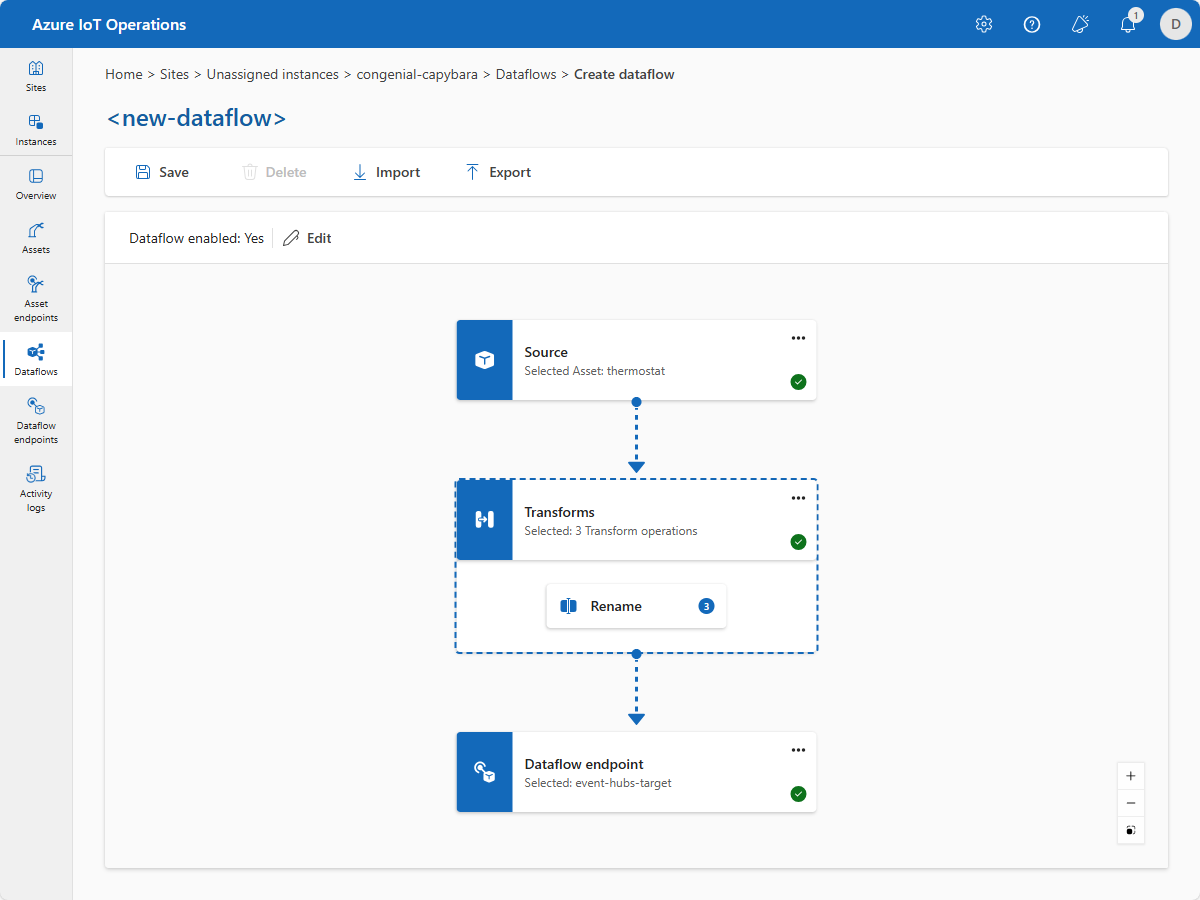 Azure IoT Operations
1
D
Sites
Instances
Overview
Assets
Asset
endpoints
Dataflows
Dataflow
endpoints
Activity
logs
Home > Sites > Unassigned instances > congenial-capybara > Dataflows > Create dataflow
<new-dataflow>
Save Delete Import Export
Dataflow enabled: Yes Edit
Source
Selected Asset: thermostat
Transforms
Selected: 3 Transform operations
Rename 3
Dataflow endpoint
Selected: event-hubs-target